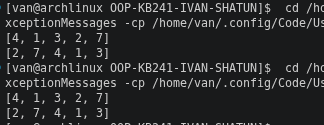 [van@archlinux OOP-KB241-IVAN-SHATUN]$  cd /ho
xceptionMessages -cp /home/van/.config/Code/Us
[4, 1, 3, 2, 7]
[2, 7, 4, 1, 3]
[van@archlinux OOP-KB241-IVAN-SHATUN]$  cd /ho
xceptionMessages -cp /home/van/.config/Code/Us
[4, 1, 3, 2, 7]
[2, 7, 4, 1, 3]